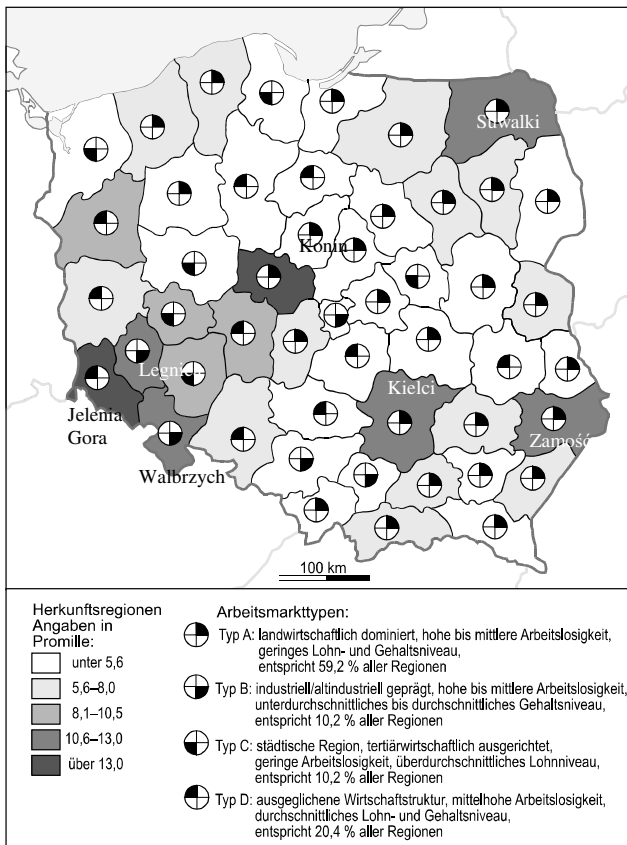 Suwalki
Konin
Legnic
Kielci
Jelenia
Gora
Zamość
Walbrzych
100 km
Herkunftsregionen
Angaben in
Promille:
unter 5,6
5,6–8,0
8,1–10,5
10,6–13,0
über 13,0
Arbeitsmarkttypen:
Typ A: landwirtschaftlich dominiert, hohe bis mittlere Arbeitslosigkeit,
geringes Lohn- und Gehaltsniveau,
entspricht 59,2 % aller Regionen
Typ B: industriell/altindustriell geprägt, hohe bis mittlere Arbeitslosigkeit,
unterdurchschnittliches bis durchschnittliches Gehaltsniveau,
entspricht 10,2 % aller Regionen
Typ C: städtische Region, tertiärwirtschaftlich ausgerichtet,
geringe Arbeitslosigkeit, überdurchschnittliches Lohnniveau,
entspricht 10,2 % aller Regionen
Typ D: ausgeglichene Wirtschaftstruktur, mittelhohe Arbeitslosigkeit,
durchschnittliches Lohn- und Gehaltsniveau,
entspricht 20,4 % aller Regionen